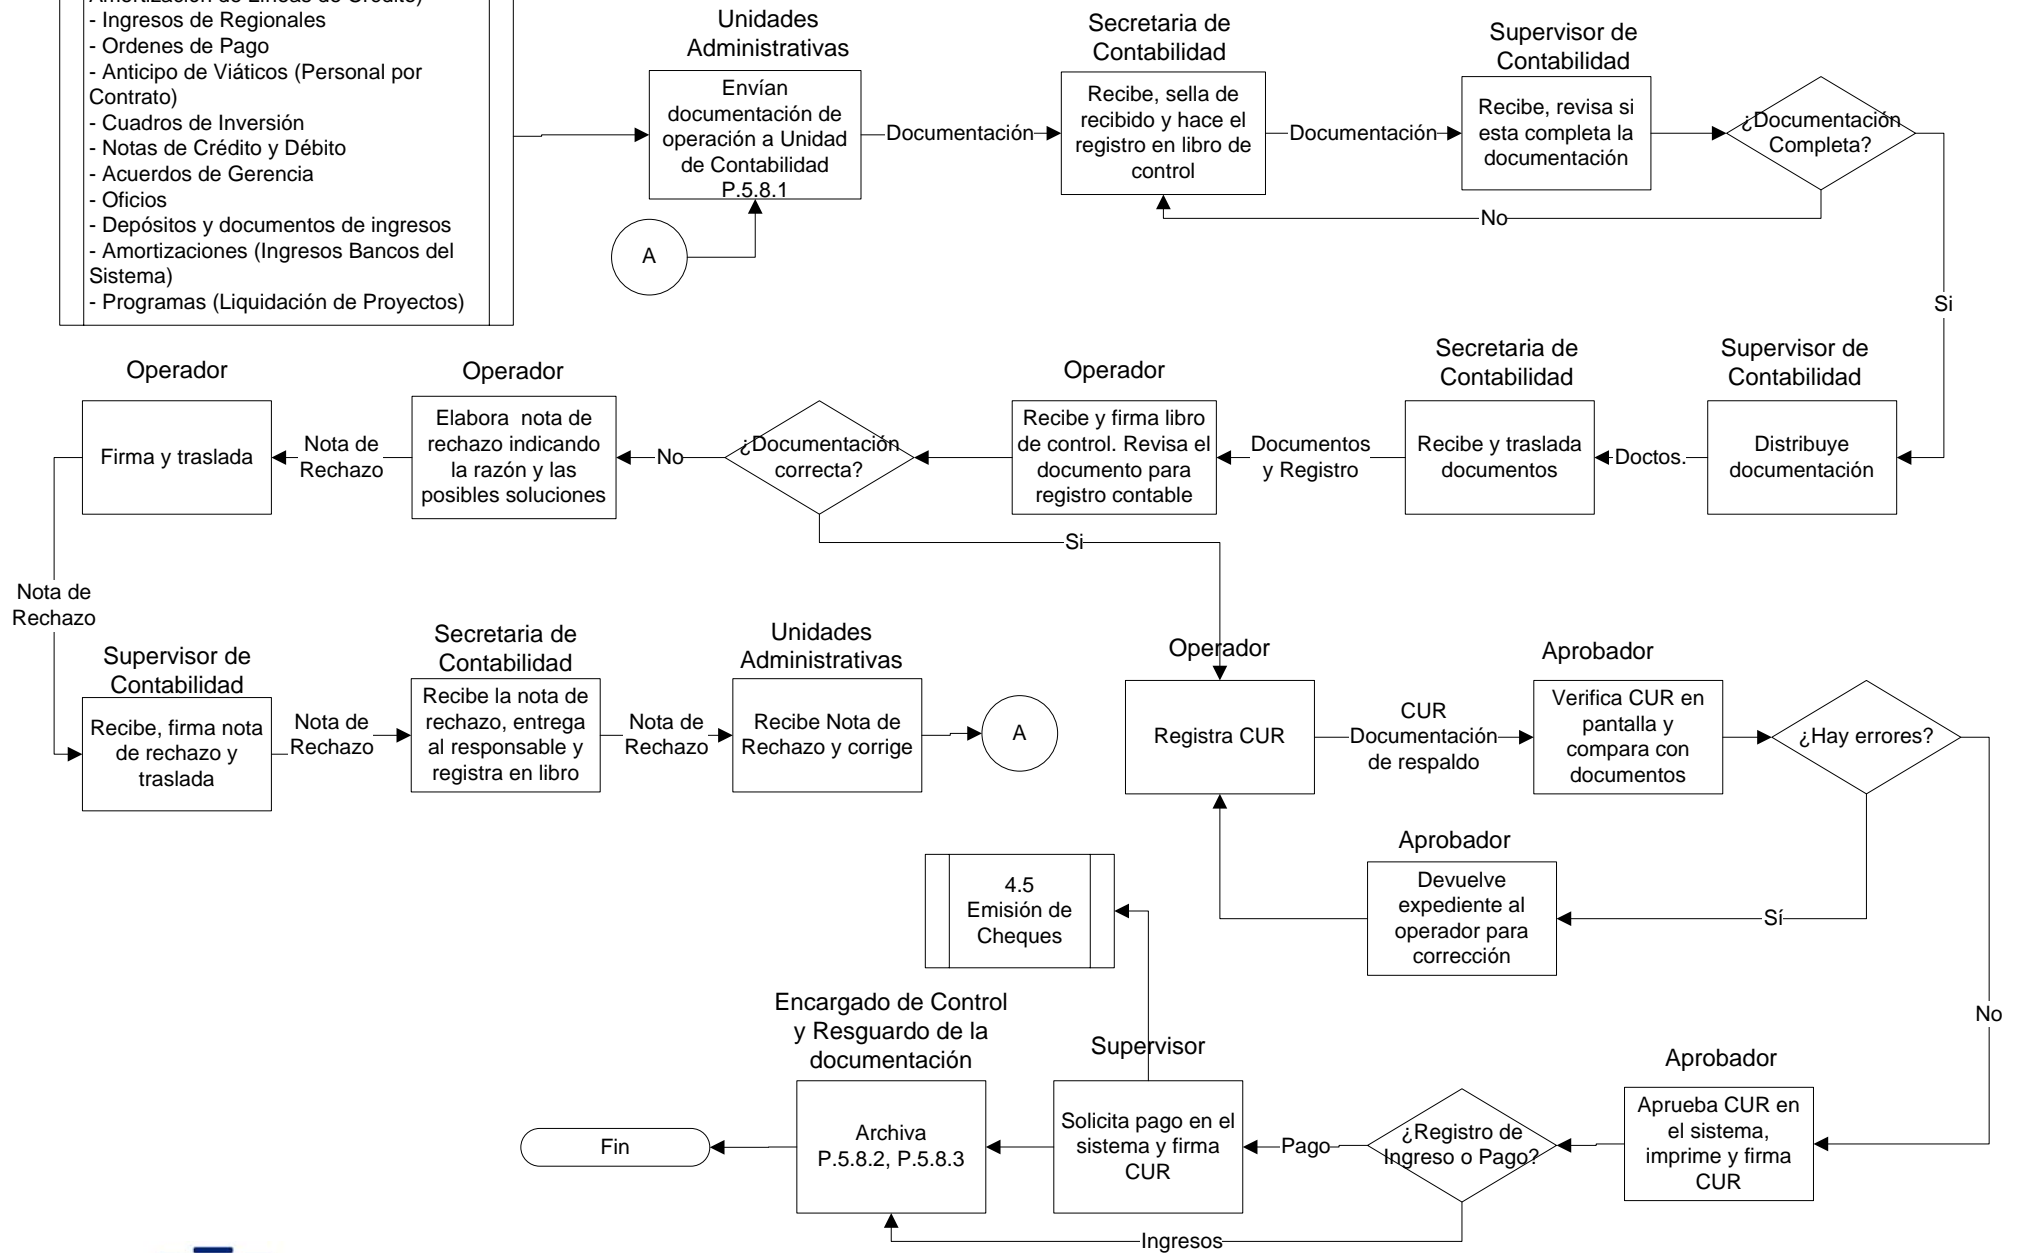 Amortización de Líneas de Crédito)
- Ingresos de Regionales
- Ordenes de Pago
- Anticipo de Viáticos (Personal por
Contrato)
- Cuadros de Inversión
- Notas de Crédito y Débito
- Acuerdos de Gerencia
- Oficios
- Depósitos y documentos de ingresos
- Amortizaciones (Ingresos Bancos del
Sistema)
- Programas (Liquidación de Proyectos)
Unidades
Administrativas
Envían
documentación de
operación a Unidad
de Contabilidad
P.5.8.1
A
Documentación
Secretaria de
Contabilidad
Recibe, sella de
recibido y hace el
registro en libro de
control
Documentación
Supervisor de
Contabilidad
Recibe, revisa si
esta completa la
documentación
¿Documentación
Completa?
No
Si
Supervisor de
Contabilidad
Distribuye
documentación
Doctos.
Secretaria de
Contabilidad
Recibe y traslada
documentos
Documentos
y Registro
Operador
Recibe y firma libro
de control. Revisa el
documento para
registro contable
¿Documentación
correcta?
No
Si
Operador
Elabora  nota de
rechazo indicando
la razón y las
posibles soluciones
Nota de
Rechazo
Operador
Firma y traslada
Nota de
Rechazo
Supervisor de
Contabilidad
Recibe, firma nota
de rechazo y
traslada
Nota de
Rechazo
Secretaria de
Contabilidad
Recibe la nota de
rechazo, entrega
al responsable y
registra en libro
Nota de
Rechazo
Unidades
Administrativas
Recibe Nota de
Rechazo y corrige
A
Operador
Registra CUR
CUR
Documentación
de respaldo
Aprobador
Verifica CUR en
pantalla y
compara con
documentos
¿Hay errores?
Sí
Aprobador
Devuelve
expediente al
operador para
corrección
No
Aprobador
Aprueba CUR en
el sistema,
imprime y firma
CUR
¿Registro de
Ingreso o Pago?
Pago
Ingresos
Supervisor
Solicita pago en el
sistema y firma
CUR
4.5
Emisión de
Cheques
Encargado de Control
y Resguardo de la
documentación
Archiva
P.5.8.2, P.5.8.3
Fin